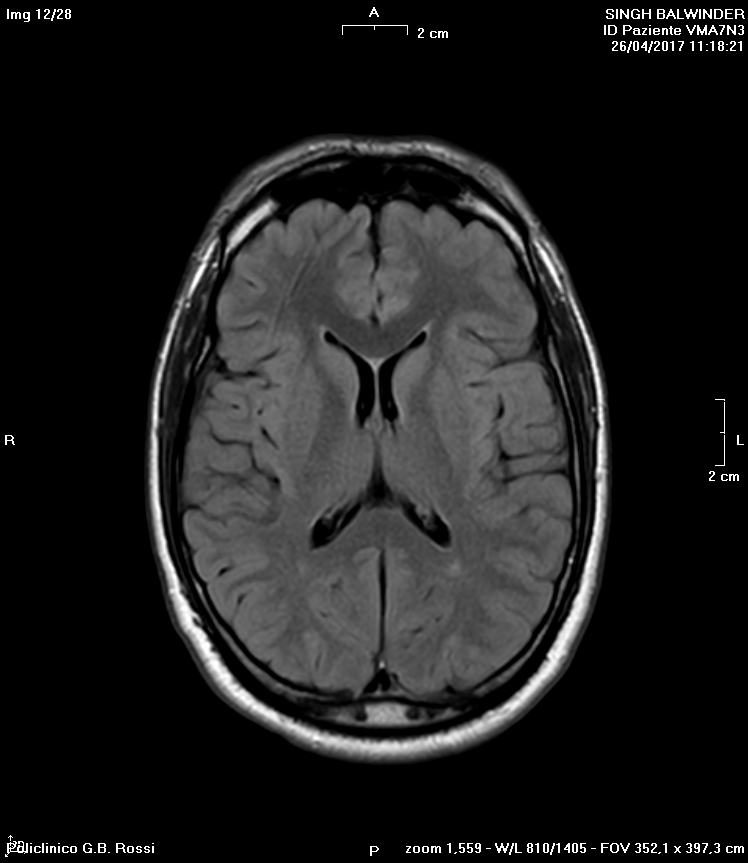 Img 12/28
A
2 cm
SINGH BALWINDER
ID Paziente VMA7N3
26/04/2017 11:18:21
R
L
2 cm
Policlinico G.B. Rossi
P
zoom 1,559 - W/L 810/1405 - FOV 352,1 x 397,3 cm